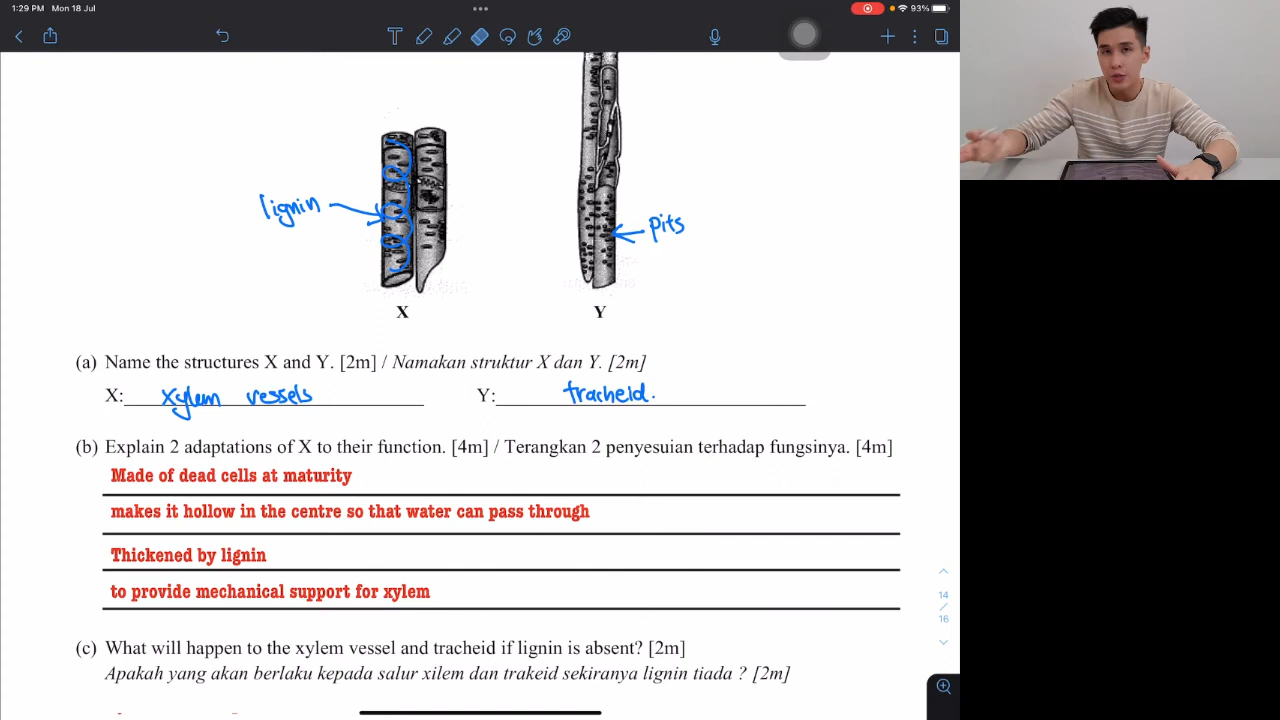 1:29 PM Mon 18 Jul
93%
lignin
pits
X
Y
(a) Name the structures X and Y. [2m] / Namakan struktur X dan Y. [2m]
X: xylem vessels Y: tracheid.
(b) Explain 2 adaptations of X to their function. [4m] / Terangkan 2 penyesuian terhadap fungsinya. [4m]
Made of dead cells at maturity
makes it hollow in the centre so that water can pass through
Thickened by lignin
to provide mechanical support for xylem
(c) What will happen to the xylem vessel and tracheid if lignin is absent? [2m]
Apakah yang akan berlaku kepada salur xilem dan trakeid sekiranya lignin tiada ? [2m]
14
/
16